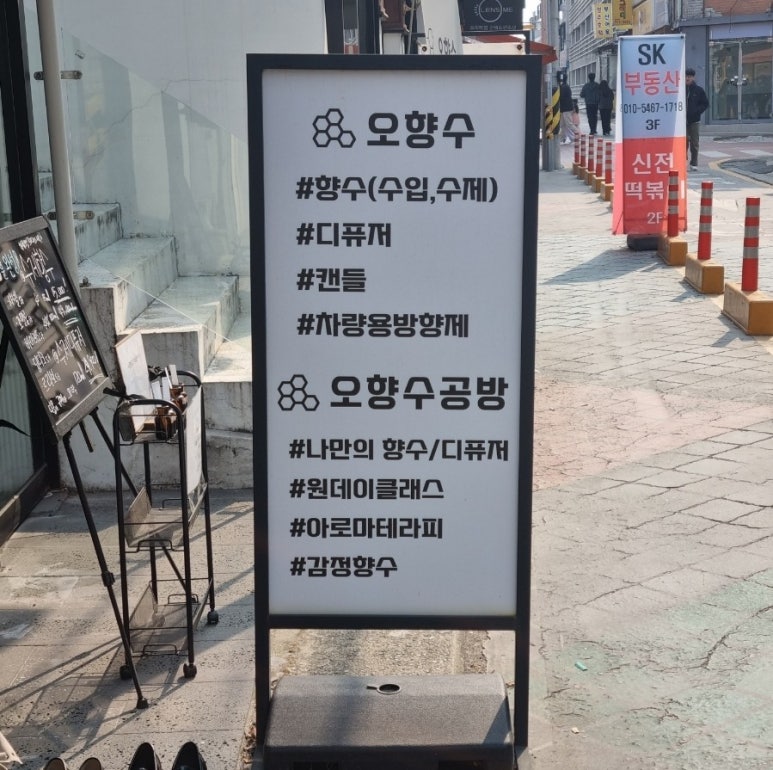 오향수
#향수(수입,수제)
#디퓨저
#캔들
#차량용방향제
오향수공방
#나만의 향수/디퓨저
#원데이클래스
#아로마테라피
#감정향수
SK
부동산
010-5467-1718
3F
신전
2F